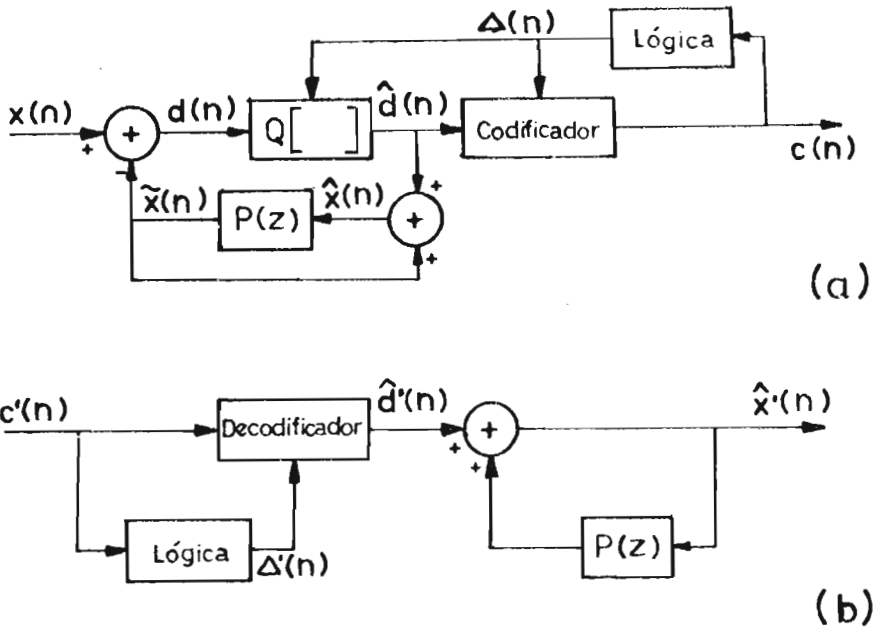 Δ(n)
Lógica
x(n)
+
+
d(n)
Q[ ]
d̂(n)
Codificador
c(n)
−
x̃(n)
P(z)
x̂(n)
+
+
+
(a)
c'(n)
Decodificador
d̂'(n)
+
+
+
x̂'(n)
Lógica
Δ'(n)
P(z)
(b)